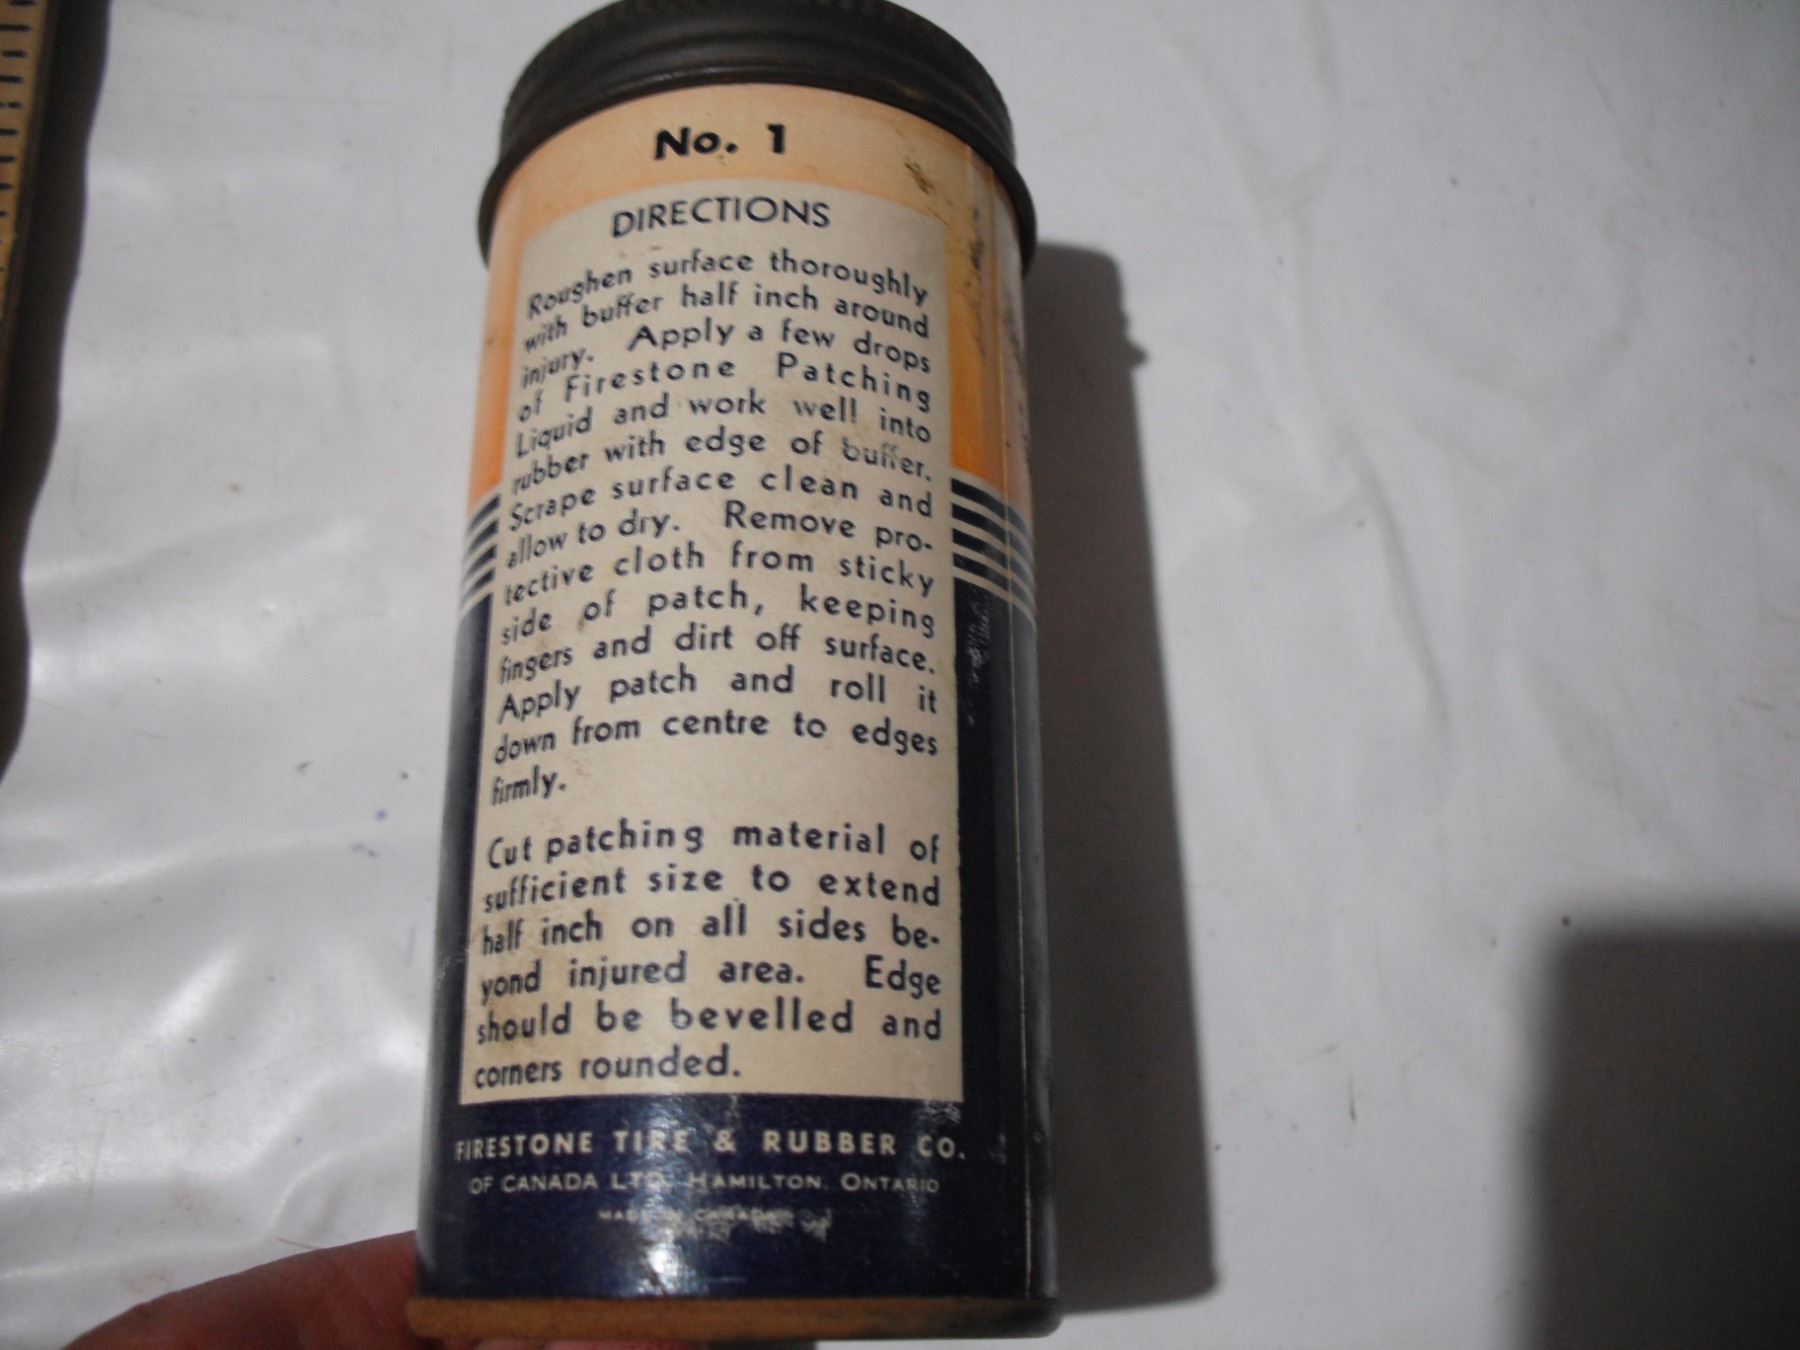 No. 1
DIRECTIONS
Roughen surface thoroughly
with buffer half inch around
injury. Apply a few drops
of Firestone Patching
Liquid and work well into
rubber with edge of buffer.
Scrape surface clean and
allow to dry. Remove pro-
tective cloth from sticky
side of patch, keeping
fingers and dirt off surface.
Apply patch and roll it
down from centre to edges
firmly.
Cut patching material of
sufficient size to extend
half inch on all sides be-
yond injured area. Edge
should be bevelled and
corners rounded.
FIRESTONE TIRE & RUBBER CO.
OF CANADA LTD. HAMILTON, ONTARIO
MADE IN CANADA